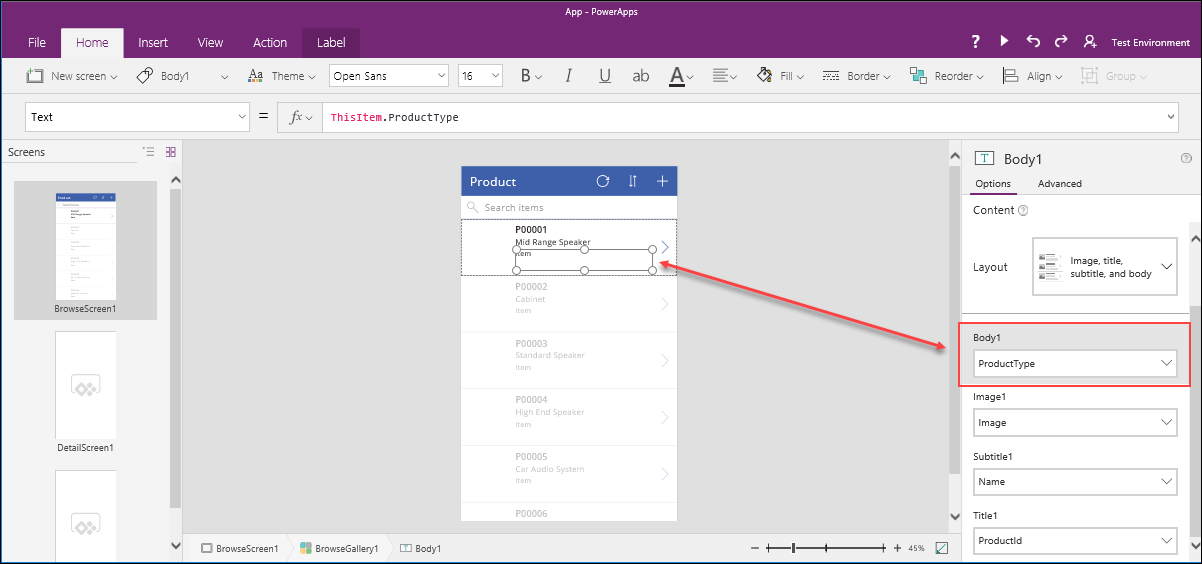 App - PowerApps
File Home Insert View Action Label
? Test Environment
New screen Body1 Aa Theme Open Sans 16 B I U ab A Fill Border Reorder Align Group
Text = fx ThisItem.ProductType
Screens
BrowseScreen1
DetailScreen1
Product
Search items
P00001
Mid Range Speaker
Item
P00002
Cabinet
Item
P00003
Standard Speaker
Item
P00004
High End Speaker
Item
P00005
Car Audio System
Item
P00006
BrowseScreen1 BrowseGallery1 T Body1 45%
T Body1
Options Advanced
Content
Layout
Image, title,
subtitle, and body
Body1
ProductType
Image1
Image
Subtitle1
Name
Title1
ProductId